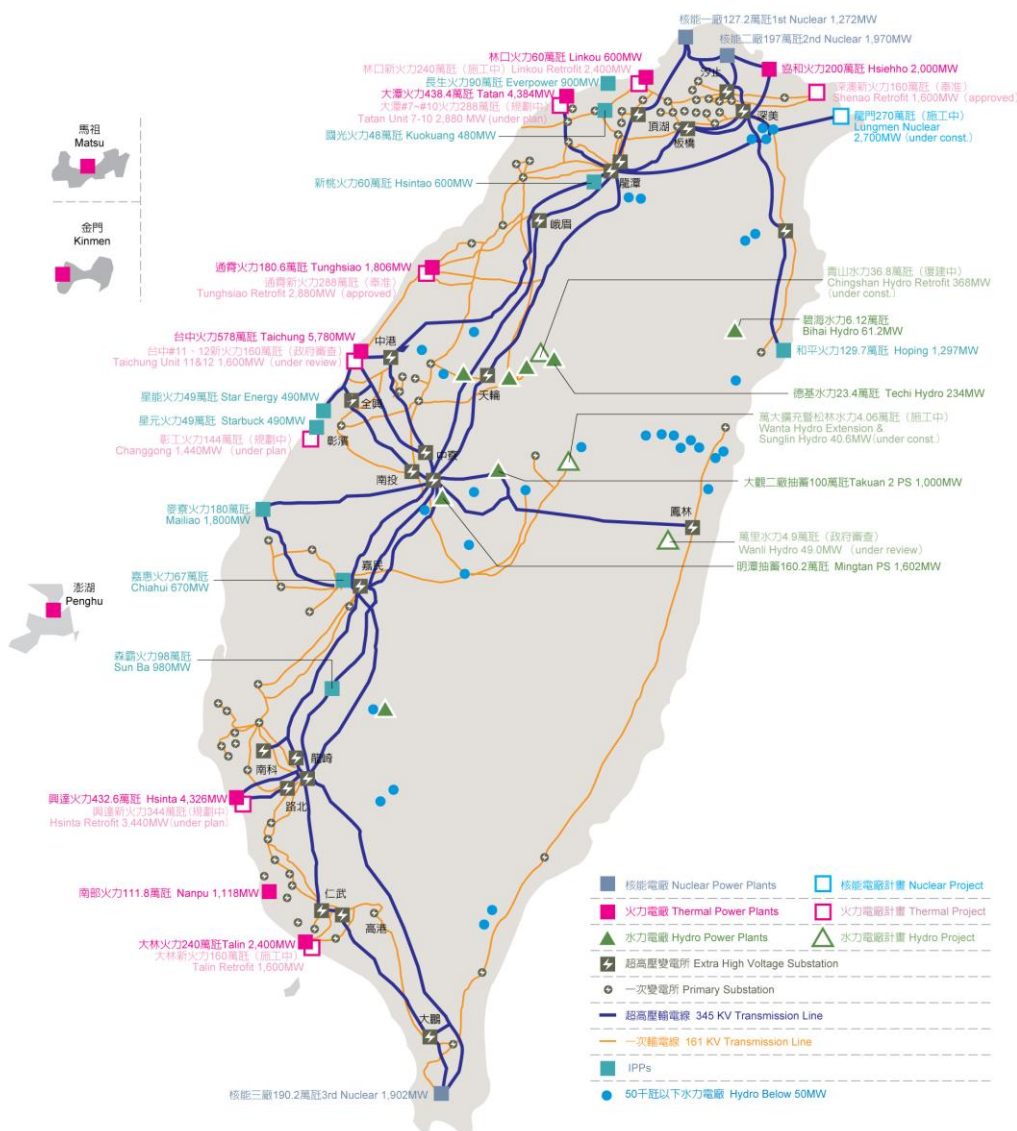 核能一廠127.2萬瓩1st Nuclear 1,272MW
核能二廠197萬瓩2nd Nuclear 1,970MW
林口火力60萬瓩 Linkou 600MW
林口新火力240萬瓩（施工中）Linkou Retrofit 2,400MW
長生火力90萬瓩 Everpower 900MW
大潭火力438.4萬瓩 Tatan 4,384MW
大潭#7~#10火力288萬瓩（規劃中）
Tatan Unit 7-10 2,880 MW (under plan)
國光火力48萬瓩 Kuokuang 480MW
汐止
協和火力200萬瓩 Hsiehho 2,000MW
深澳新火力160萬瓩（奉准）
Shenao Retrofit 1,600MW (approved)
深美
龍門270萬瓩（施工中）
Lungmen Nuclear
2,700MW (under const.)
頂湖
板橋
馬祖
Matsu
新桃火力60萬瓩 Hsintao 600MW
龍潭
金門
Kinmen
峨眉
通霄火力180.6萬瓩 Tunghsiao 1,806MW
通霄新火力288萬瓩（奉准）
Tunghsiao Retrofit 2,880MW (approved)
青山水力36.8萬瓩（復建中）
Chingshan Hydro Retrofit 368MW
(under const.)
碧海水力6.12萬瓩
Bihai Hydro 61.2MW
台中火力578萬瓩 Taichung 5,780MW
中港
台中#11、12新火力160萬瓩（政府審查）
Taichung Unit 11&12 1,600MW (under review)
和平火力129.7萬瓩 Hoping 1,297MW
天輪
德基水力23.4萬瓩 Techi Hydro 234MW
星能火力49萬瓩 Star Energy 490MW
全興
星元火力49萬瓩 Starbuck 490MW
彰濱
彰工火力144萬瓩（規劃中）
Changgong 1,440MW (under plan)
萬大擴充暨松林水力4.06萬瓩（施工中）
Wanta Hydro Extension &
Sunglin Hydro 40.6MW(under const.)
中寮
南投
大觀二廠抽蓄100萬瓩Takuan 2 PS 1,000MW
麥寮火力180萬瓩
Mailiao 1,800MW
鳳林
萬里水力4.9萬瓩（政府審查）
Wanli Hydro 49.0MW (under review)
明潭抽蓄160.2萬瓩 Mingtan PS 1,602MW
嘉民
嘉惠火力67萬瓩
Chiahui 670MW
澎湖
Penghu
森霸火力98萬瓩
Sun Ba 980MW
南科
龍崎
興達火力432.6萬瓩 Hsinta 4,326MW
路北
興達新火力344萬瓩(規劃中)
Hsinta Retrofit 3,440MW(under plan)
南部火力111.8萬瓩 Nanpu 1,118MW
仁武
高港
大林火力240萬瓩Talin 2,400MW
大林新火力160萬瓩（施工中）
Talin Retrofit 1,600MW
大鵬
核能三廠190.2萬瓩3rd Nuclear 1,902MW
核能電廠 Nuclear Power Plants
核能電廠計畫 Nuclear Project
火力電廠 Thermal Power Plants
火力電廠計畫 Thermal Project
水力電廠 Hydro Power Plants
水力電廠計畫 Hydro Project
超高壓變電所 Extra High Voltage Substation
一次變電所 Primary Substation
超高壓輸電線 345 KV Transmission Line
一次輸電線 161 KV Transmission Line
IPPs
50千瓩以下水力電廠 Hydro Below 50MW